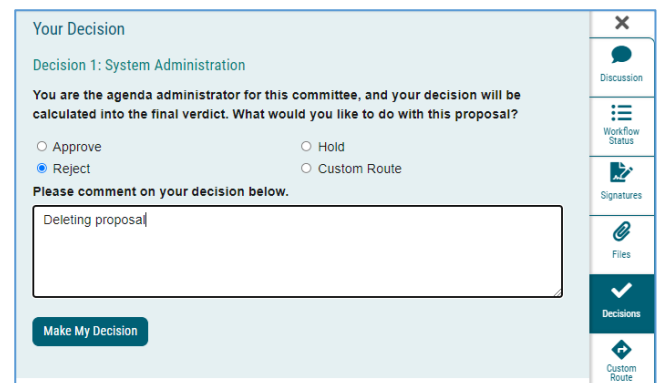 Your Decision
Decision 1: System Administration
You are the agenda administrator for this committee, and your decision will be
calculated into the final verdict. What would you like to do with this proposal?
Approve
Hold
Reject
Custom Route
Please comment on your decision below.
Deleting proposal
Make My Decision
Discussion
Workflow
Status
Signatures
Files
Decisions
Custom
Route